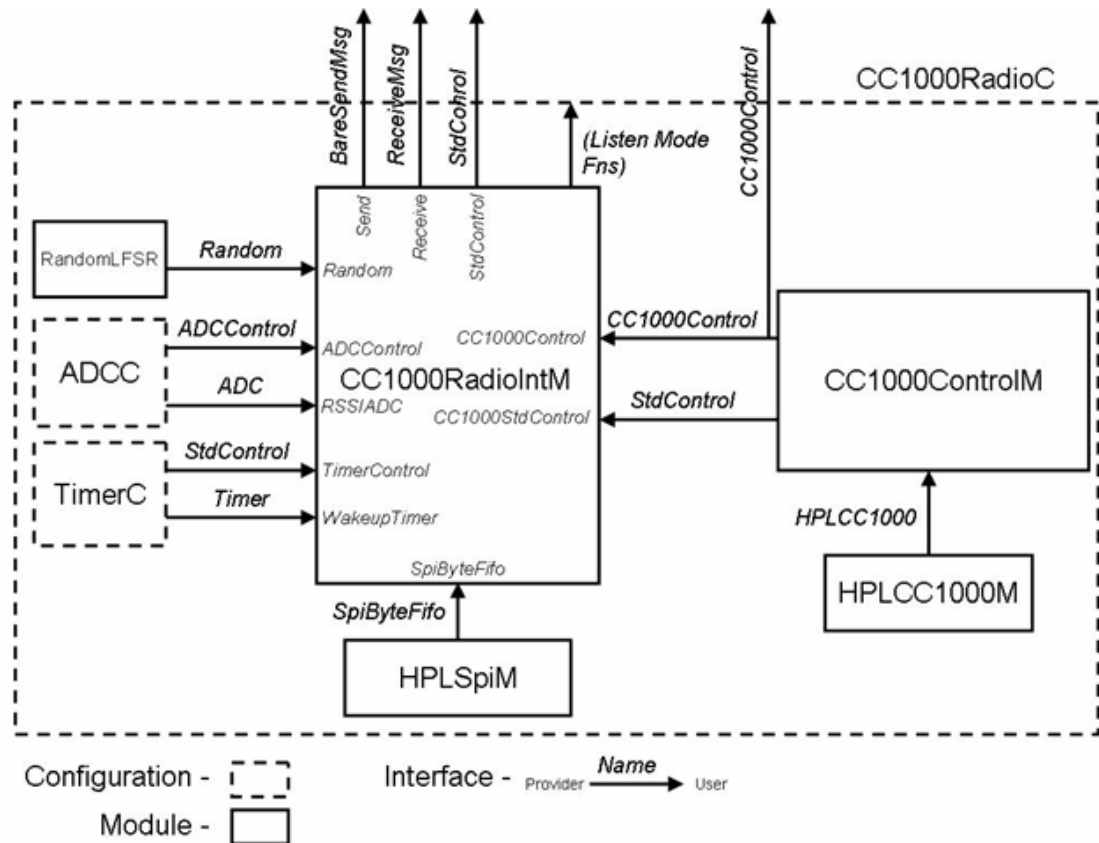 BareSendMsg
ReceiveMsg
StdConrol
(Listen Mode
Fns)
CC1000Control
CC1000RadioC
Send
Receive
StdControl
RandomLFSR
Random
Random
ADCC
ADCControl
ADCControl
ADC
RSSIADC
CC1000RadioIntM
CC1000Control
CC1000Control
CC1000StdControl
StdControl
CC1000ControlM
TimerC
StdControl
TimerControl
Timer
WakeupTimer
SpiByteFifo
SpiByteFifo
HPLSpiM
HPLCC1000
HPLCC1000M
Configuration -
Module -
Interface - Provider Name User